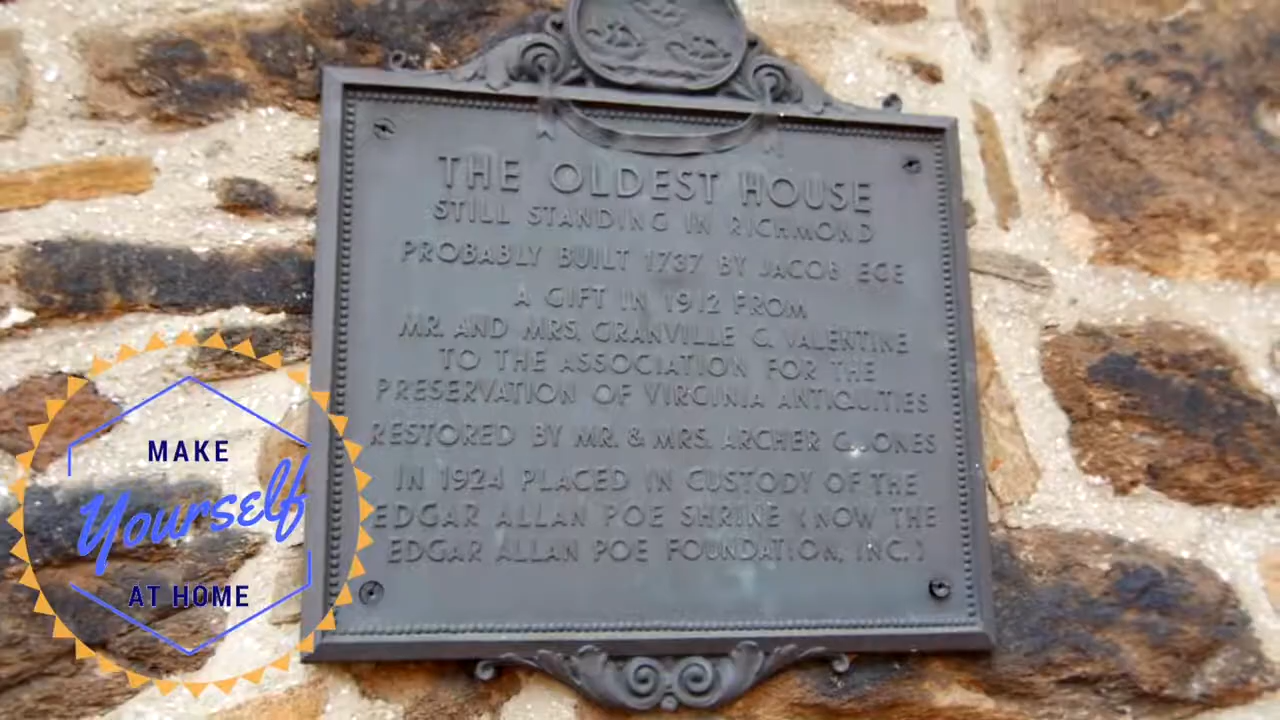 THE OLDEST HOUSE
STILL STANDING IN RICHMOND
PROBABLY BUILT 1737 BY JACOB EGE
A GIFT IN 1912 FROM
MR. AND MRS. GRANVILLE G. VALENTINE
TO THE ASSOCIATION FOR THE
PRESERVATION OF VIRGINIA ANTIQUITIES
RESTORED BY MR. & MRS. ARCHER G. JONES
IN 1924 PLACED IN CUSTODY OF THE
EDGAR ALLAN POE SHRINE (NOW THE
EDGAR ALLAN POE FOUNDATION, INC.)
MAKE
Yourself
AT HOME